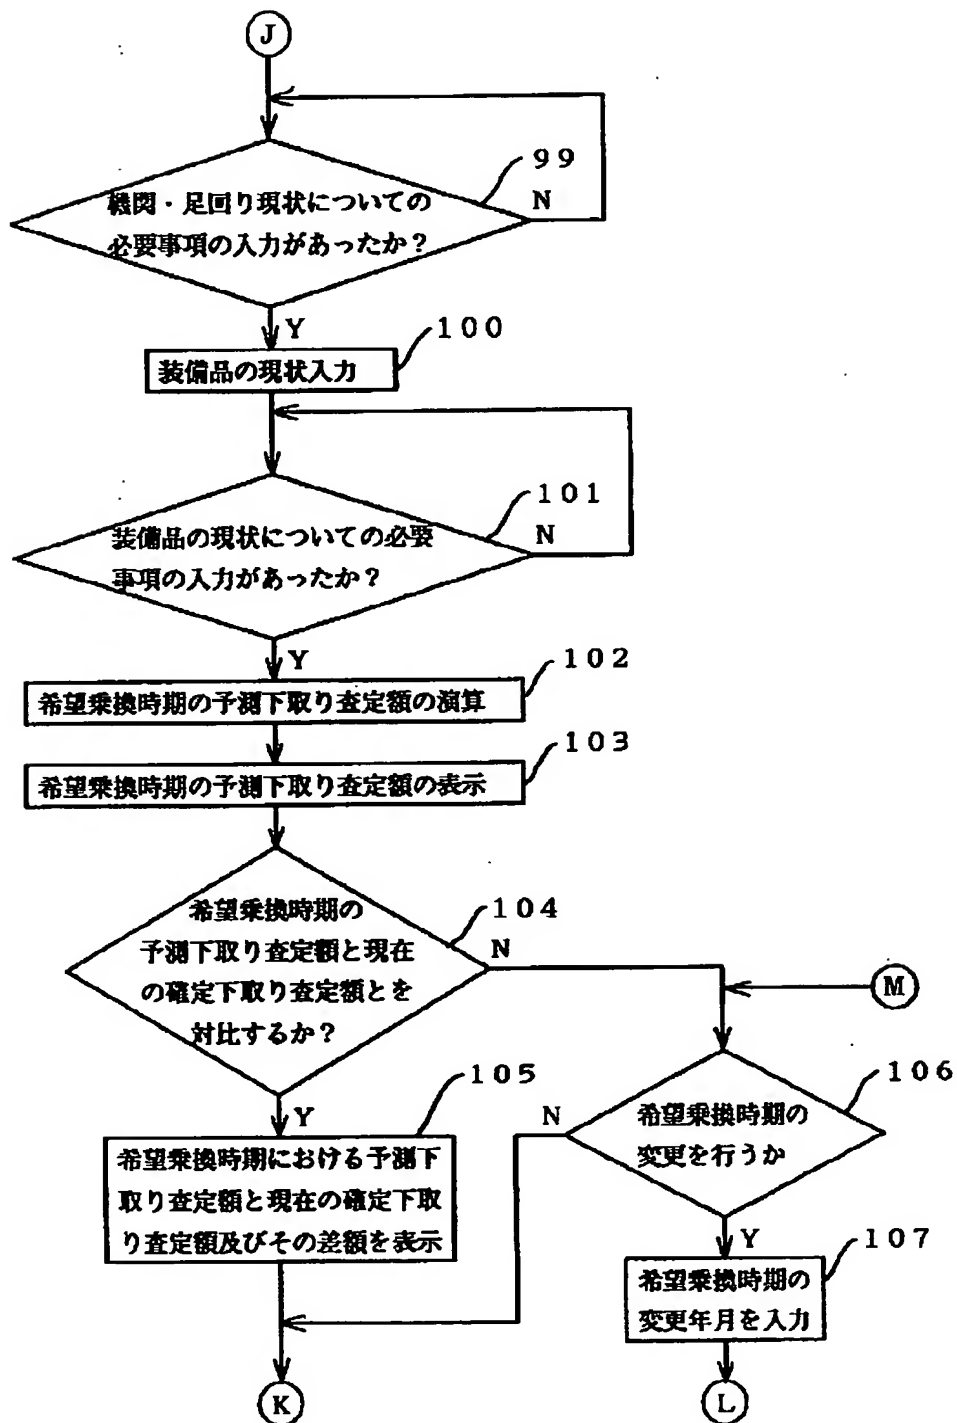 J
99
機関・足回り現状についての
必要事項の入力があったか?
N
Y
100
装備品の現状入力
101
装備品の現状についての必要
事項の入力があったか?
N
Y
102
希望乗換時期の予測下取り査定額の演算
103
希望乗換時期の予測下取り査定額の表示
104
希望乗換時期の
予測下取り査定額と現在
の確定下取り査定額とを
対比するか?
N
M
Y
105
希望乗換時期における予測下
取り査定額と現在の確定下取
り査定額及びその差額を表示
106
希望乗換時期の
変更を行うか
N
Y
107
希望乗換時期の
変更年月を入力
K
L